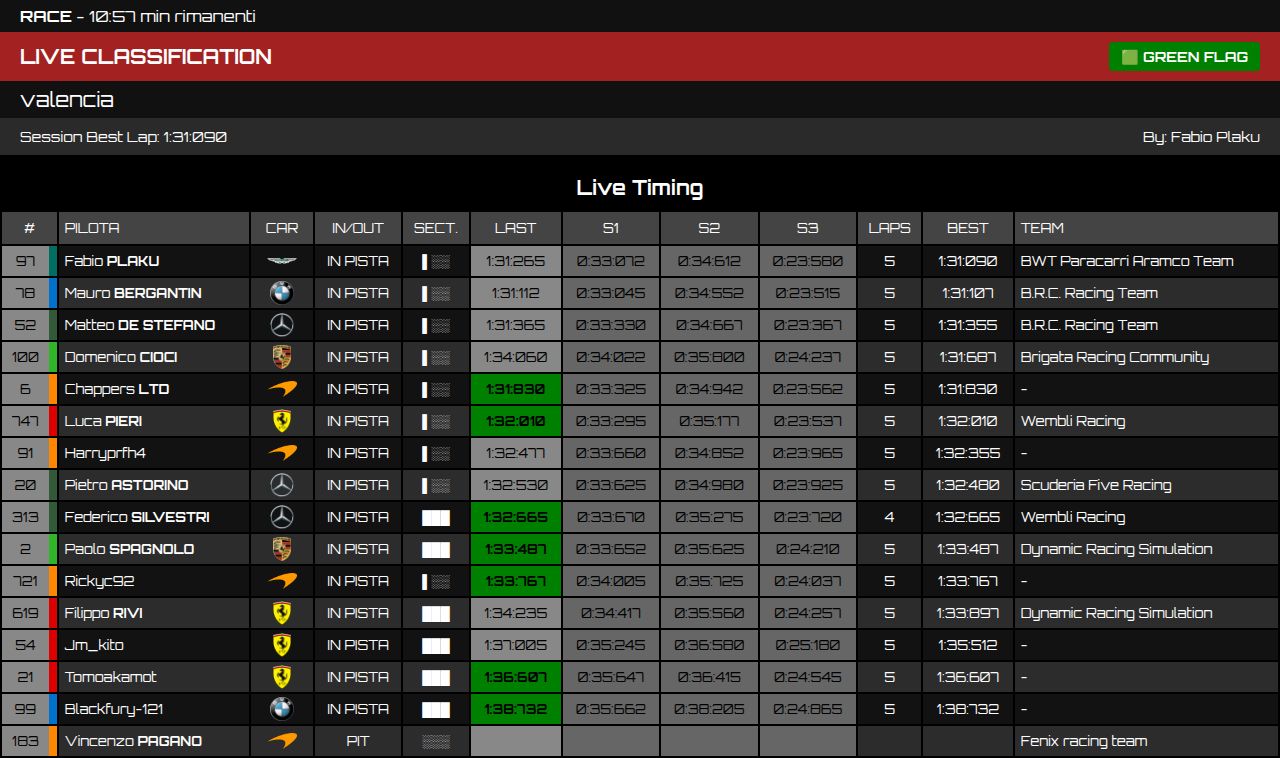 RACE - 10:57 min rimanenti
LIVE CLASSIFICATION GREEN FLAG
valencia
Session Best Lap: 1:31:090 By: Fabio Plaku
Live Timing
# PILOTA CAR IN/OUT SECT. LAST S1 S2 S3 LAPS BEST TEAM
97 Fabio PLAKU IN PISTA 1:31:265 0:33:072 0:34:612 0:23:580 5 1:31:090 BWT Paracarri Aramco Team
78 Mauro BERGANTIN IN PISTA 1:31:112 0:33:045 0:34:552 0:23:515 5 1:31:107 B.R.C. Racing Team
52 Matteo DE STEFANO IN PISTA 1:31:365 0:33:330 0:34:667 0:23:367 5 1:31:355 B.R.C. Racing Team
100 Domenico CIOCI IN PISTA 1:34:060 0:34:022 0:35:800 0:24:237 5 1:31:687 Brigata Racing Community
6 Chappers LTD IN PISTA 1:31:830 0:33:325 0:34:942 0:23:562 5 1:31:830 -
747 Luca PIERI IN PISTA 1:32:010 0:33:295 0:35:177 0:23:537 5 1:32:010 Wembli Racing
91 Harryprfh4 IN PISTA 1:32:477 0:33:660 0:34:852 0:23:965 5 1:32:355 -
20 Pietro ASTORINO IN PISTA 1:32:530 0:33:625 0:34:980 0:23:925 5 1:32:480 Scuderia Five Racing
313 Federico SILVESTRI IN PISTA 1:32:665 0:33:670 0:35:275 0:23:720 4 1:32:665 Wembli Racing
2 Paolo SPAGNOLO IN PISTA 1:33:487 0:33:652 0:35:625 0:24:210 5 1:33:487 Dynamic Racing Simulation
721 Rickyc92 IN PISTA 1:33:767 0:34:005 0:35:725 0:24:037 5 1:33:767 -
619 Filippo RIVI IN PISTA 1:34:235 0:34:417 0:35:560 0:24:257 5 1:33:897 Dynamic Racing Simulation
54 Jm_kito IN PISTA 1:37:005 0:35:245 0:36:580 0:25:180 5 1:35:512 -
21 Tomoakamot IN PISTA 1:36:607 0:35:647 0:36:415 0:24:545 5 1:36:607 -
99 Blackfury-121 IN PISTA 1:38:732 0:35:662 0:38:205 0:24:865 5 1:38:732 -
183 Vincenzo PAGANO PIT Fenix racing team